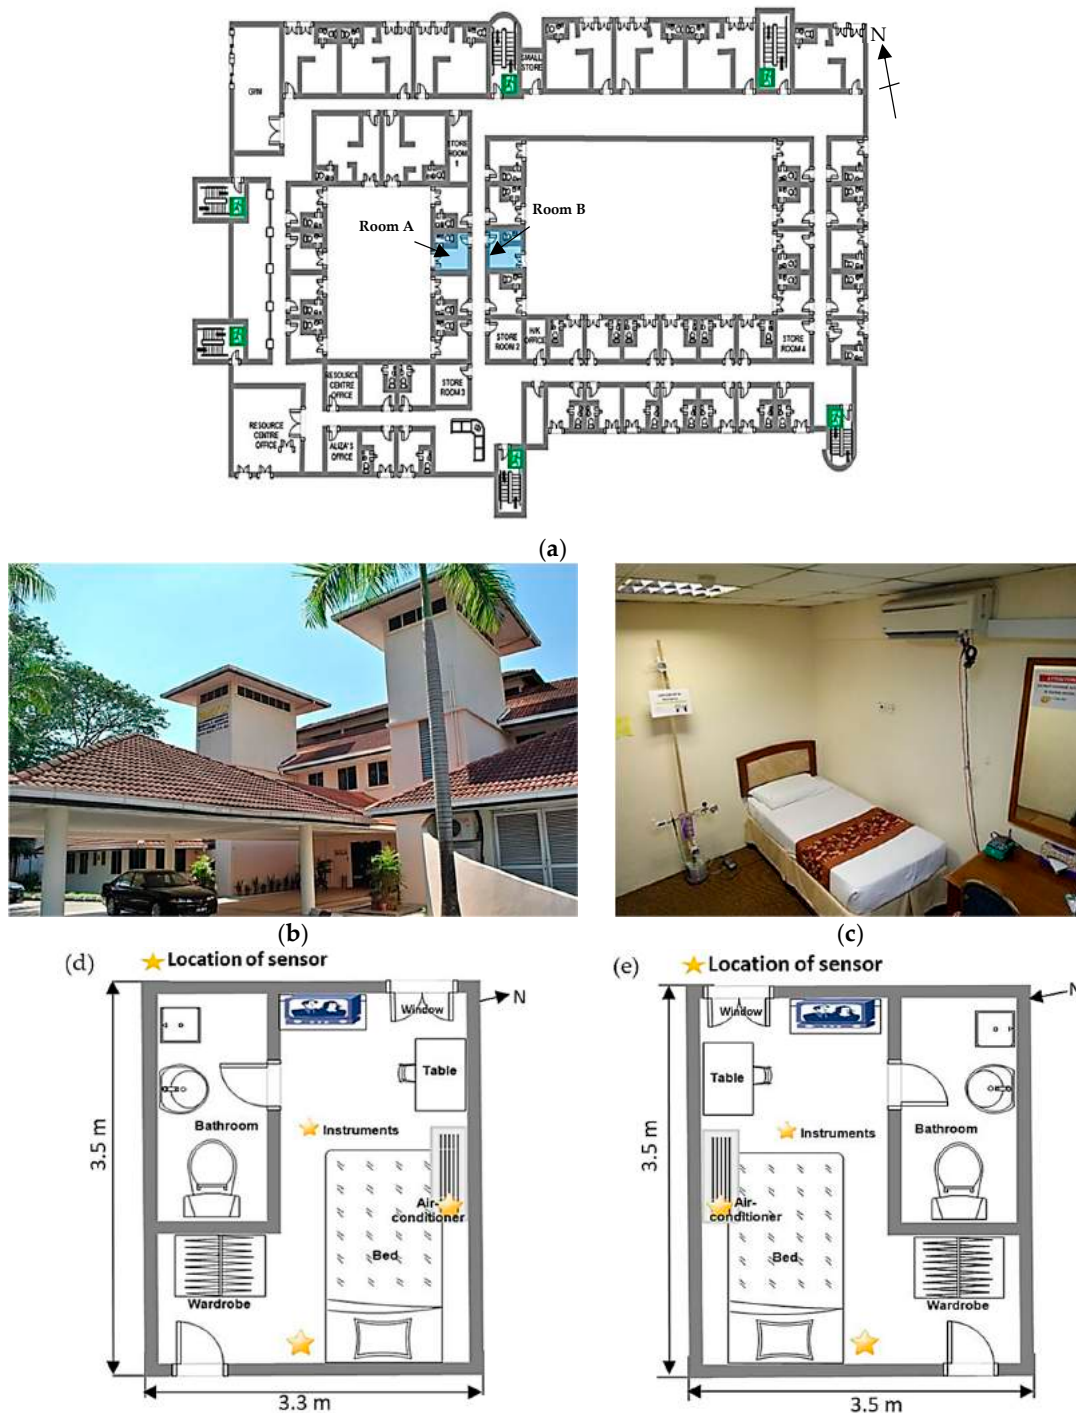 N
GYM
SMALL
STORE
STORE
ROOM
1
Room A
Room B
STORE
ROOM 2
H/K
OFFICE
STORE
ROOM 4
RESOURCE
CENTRE
OFFICE
STORE
ROOM 3
RESOURCE
CENTRE
OFFICE
ALIZA'S
OFFICE
(a)
(b)
(c)
(d)
Location of sensor
N
Window
Table
Instruments
Bathroom
Air-
conditioner
Bed
Wardrobe
3.5 m
3.3 m
(e)
Location of sensor
N
Window
Table
Instruments
Bathroom
Air-
conditioner
Bed
Wardrobe
3.5 m
3.5 m